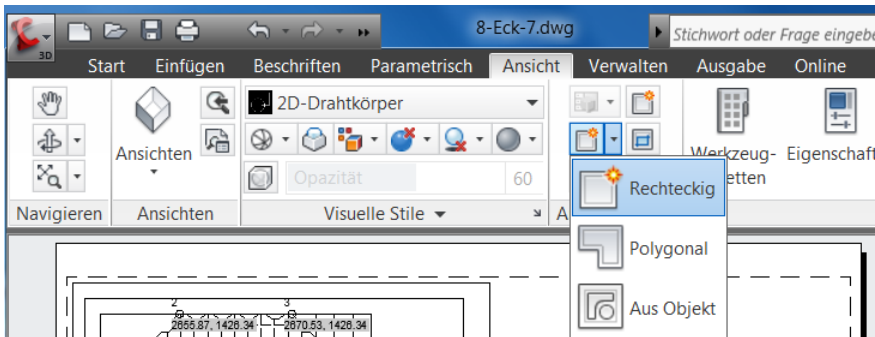 8-Eck-7.dwg
Stichwort oder Frage eingebe
3D
Start Einfügen Beschriften Parametrisch Ansicht Verwalten Ausgabe Online
2D-Drahtkörper
Ansichten
Opazität 60
Werkzeug- Eigenschaft
etten
Navigieren Ansichten Visuelle Stile A
Rechteckig
Polygonal
Aus Objekt
2 3
2655.87, 1426.34 2670.53, 1426.34